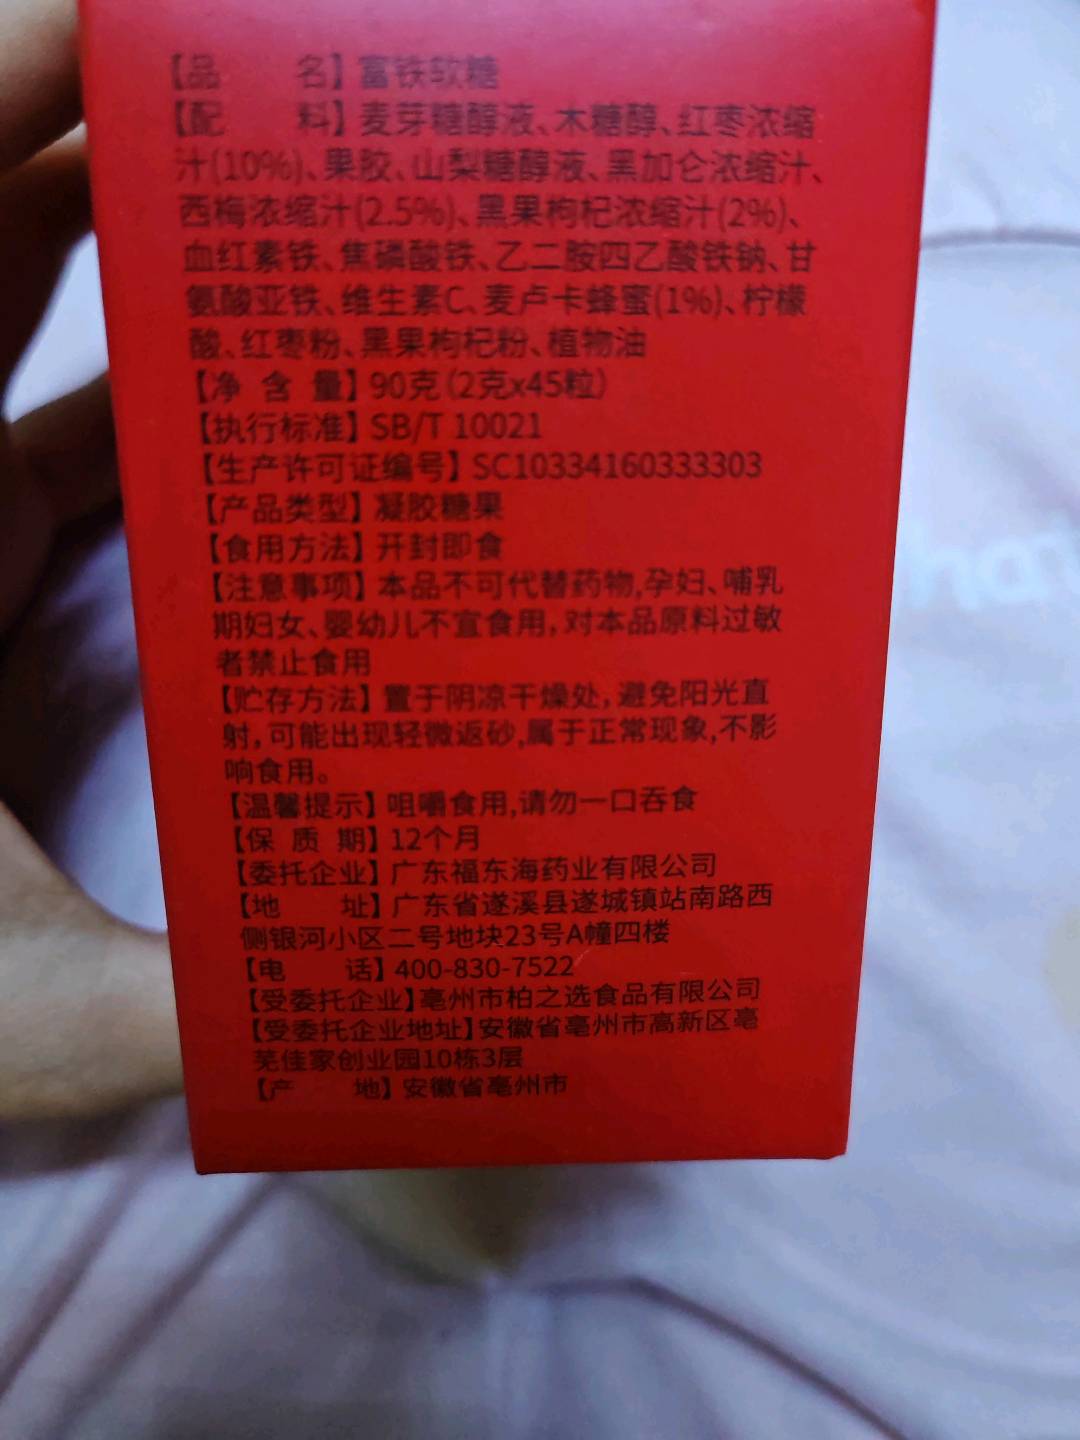 【品 名】富铁软糖
【配 料】麦芽糖醇液、木糖醇、红枣浓缩
汁(10%)、果胶、山梨糖醇液、黑加仑浓缩汁、
西梅浓缩汁(2.5%)、黑果枸杞浓缩汁(2%)、
血红素铁、焦磷酸铁、乙二胺四乙酸铁钠、甘
氨酸亚铁、维生素C、麦卢卡蜂蜜(1%)、柠檬
酸、红枣粉、黑果枸杞粉、植物油
【净 含 量】90克(2克x45粒)
【执行标准】SB/T 10021
【生产许可证编号】SC10334160333303
【产品类型】凝胶糖果
【食用方法】开封即食
【注意事项】本品不可代替药物,孕妇、哺乳
期妇女、婴幼儿不宜食用,对本品原料过敏
者禁止食用
【贮存方法】置于阴凉干燥处,避免阳光直
射,可能出现轻微返砂,属于正常现象,不影
响食用。
【温馨提示】咀嚼食用,请勿一口吞食
【保 质 期】12个月
【委托企业】广东福东海药业有限公司
【地 址】广东省遂溪县遂城镇站南路西
侧银河小区二号地块23号A幢四楼
【电 话】400-830-7522
【受委托企业】亳州市柏之选食品有限公司
【受委托企业地址】安徽省亳州市高新区亳
芜佳家创业园10栋3层
【产 地】安徽省亳州市